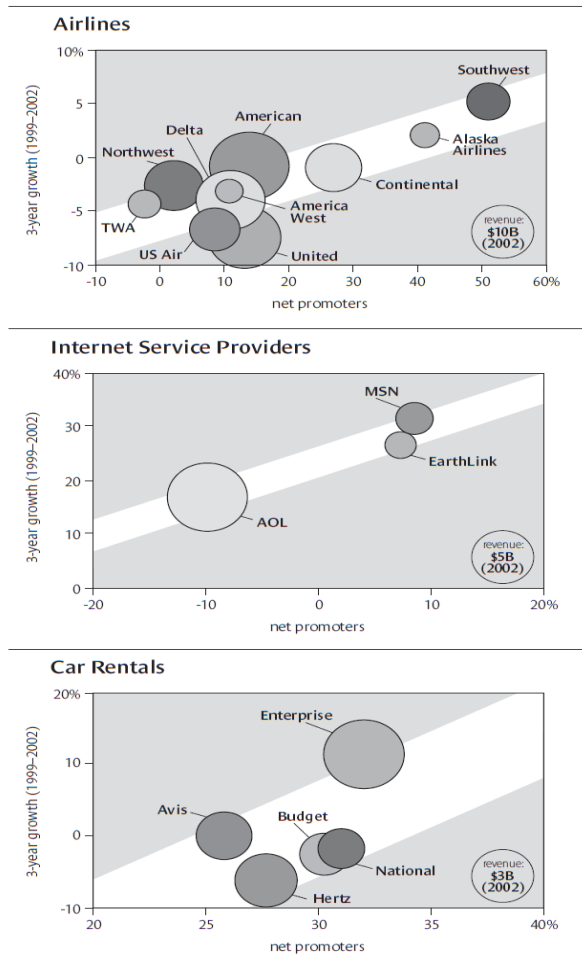 Airlines
3-year growth (1999–2002)
10%
5
0
-5
-10
Southwest
American
Delta
Northwest
Alaska
Airlines
Continental
America
West
TWA
US Air
United
revenue:
$10B
(2002)
-10
0
10
20
30
40
50
60%
net promoters
Internet Service Providers
3-year growth (1999–2002)
40%
30
20
10
0
MSN
EarthLink
AOL
revenue:
$5B
(2002)
-20
-10
0
10
20%
net promoters
Car Rentals
3-year growth (1999–2002)
20%
10
0
-10
Enterprise
Avis
Budget
National
Hertz
revenue:
$3B
(2002)
20
25
30
35
40%
net promoters